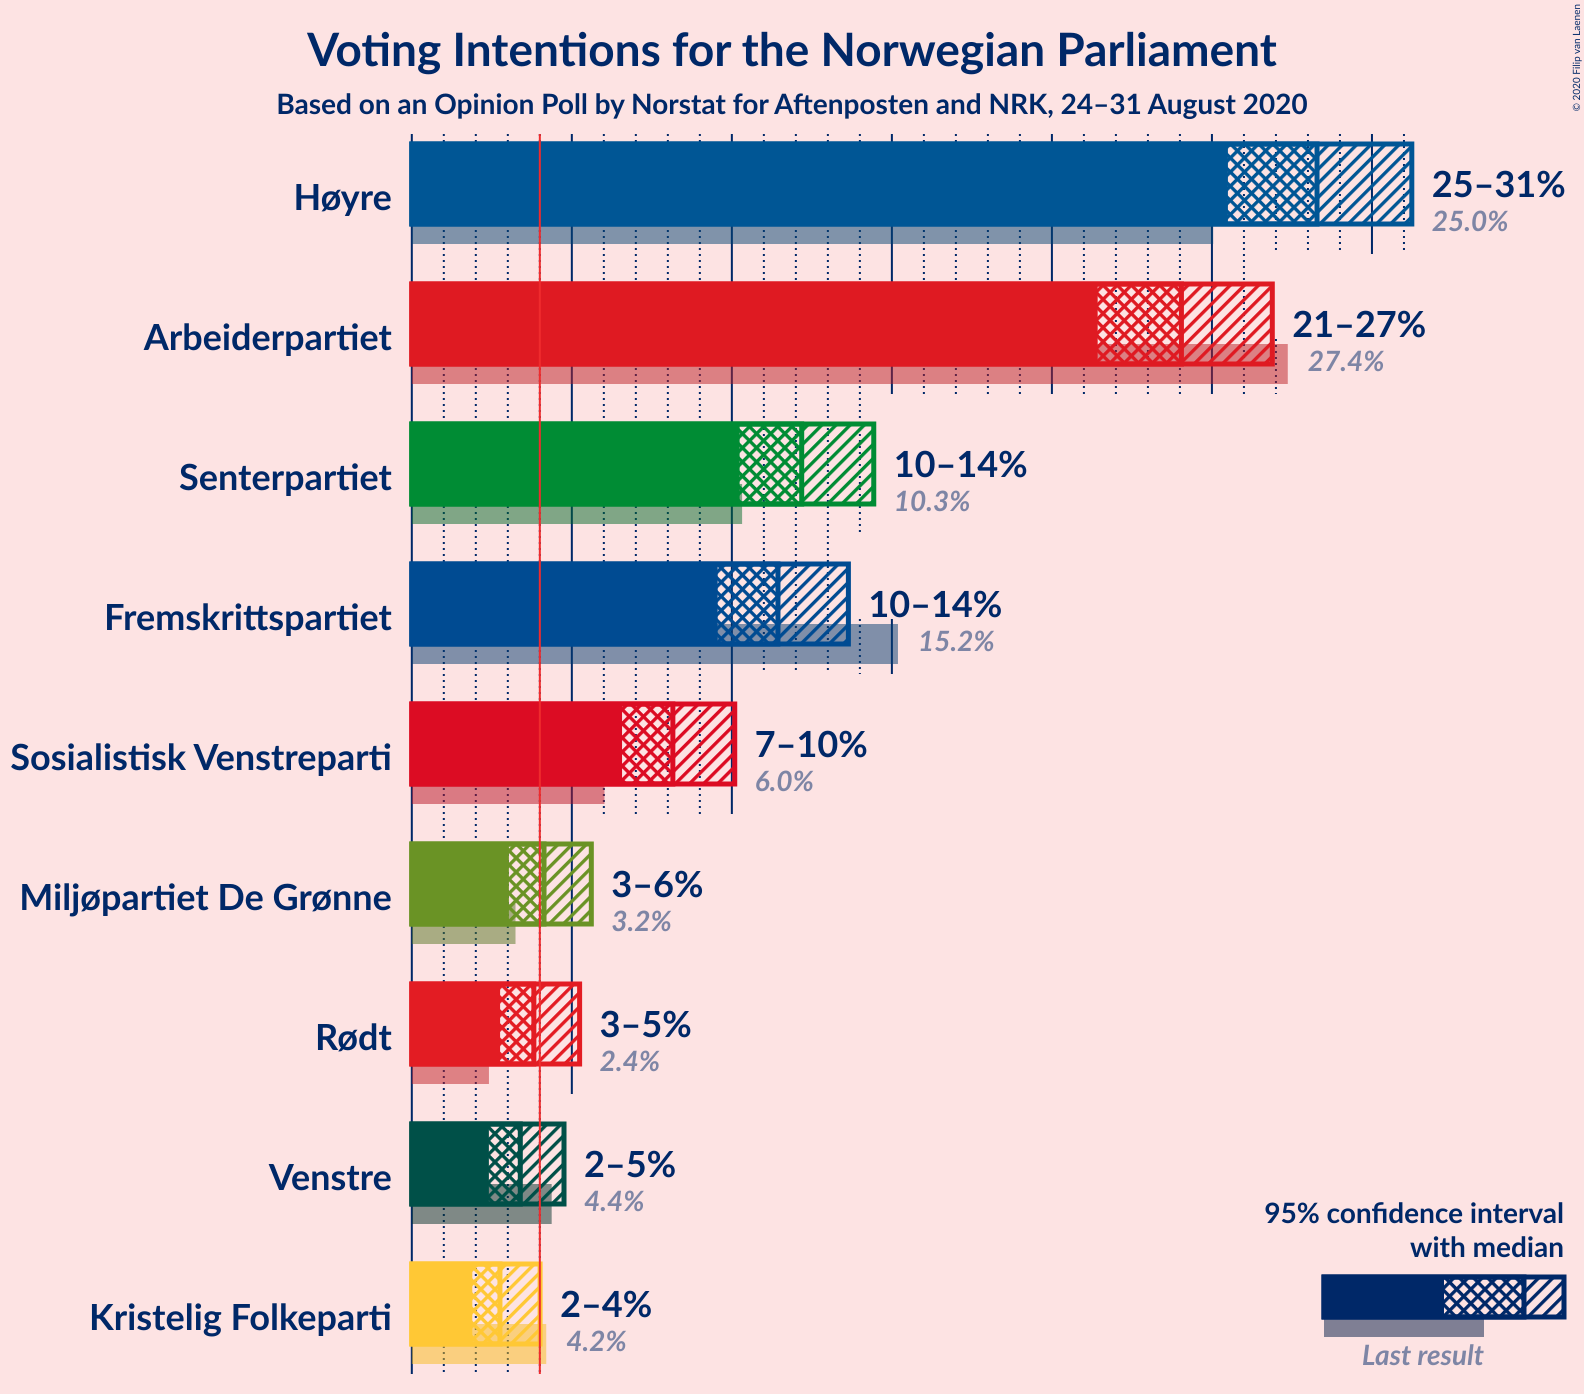 Voting Intentions for the Norwegian Parliament
Based on an Opinion Poll by Norstat for Aftenposten and NRK, 24–31 August 2020
© 2020 Filip van Laenen
Høyre
25–31%
25.0%
Arbeiderpartiet
21–27%
27.4%
Senterpartiet
10–14%
10.3%
Fremskrittspartiet
10–14%
15.2%
Sosialistisk Venstreparti
7–10%
6.0%
Miljøpartiet De Grønne
3–6%
3.2%
Rødt
3–5%
2.4%
Venstre
2–5%
4.4%
Kristelig Folkeparti
2–4%
4.2%
95% confidence interval
with median
Last result